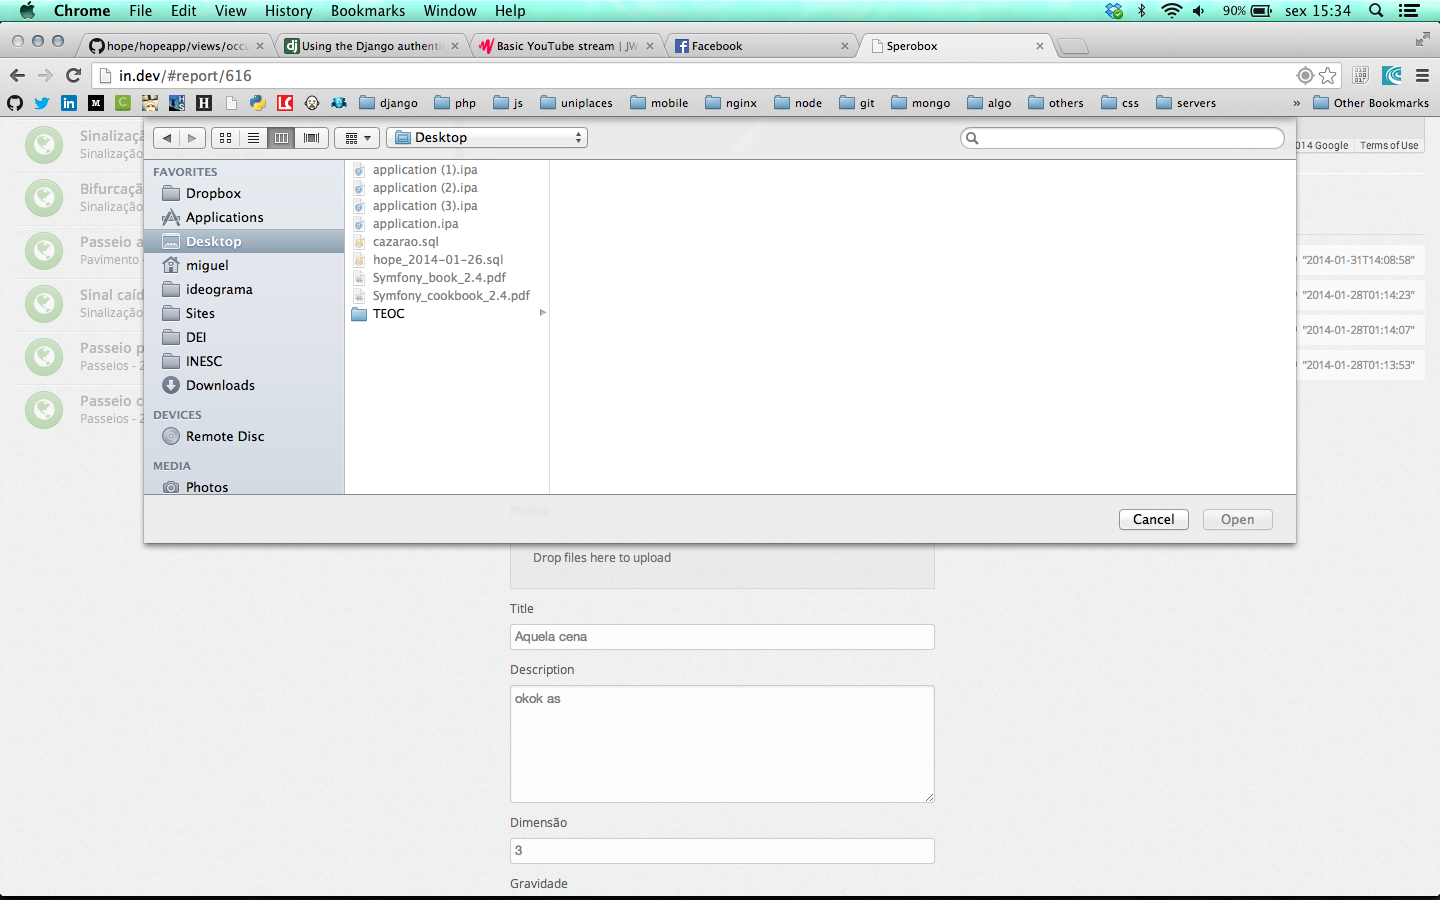 Chrome File Edit View History Bookmarks Window Help 90% sex 15:34
hope/hopeapp/views/occu Using the Django authenti Basic YouTube stream | JW Facebook Sperobox
in.dev/#report/616
django php js uniplaces mobile nginx node git mongo algo others css servers » Other Bookmarks
Desktop
014 Google Terms of Use
Sinalizaçã
Sinalização
Bifurcaçã
Sinalização
Passeio a
Pavimento -
Sinal caíd
Sinalização
Passeio p
Passeios - 2
Passeio c
Passeios - 2
FAVORITES
Dropbox
Applications
Desktop
miguel
ideograma
Sites
DEI
INESC
Downloads
DEVICES
Remote Disc
MEDIA
Photos
application (1).ipa
application (2).ipa
application (3).ipa
application.ipa
cazarao.sql
hope_2014-01-26.sql
Symfony_book_2.4.pdf
Symfony_cookbook_2.4.pdf
TEOC
"2014-01-31T14:08:58"
"2014-01-28T01:14:23"
"2014-01-28T01:14:07"
"2014-01-28T01:13:53"
Cancel Open
Drop files here to upload
Title
Aquela cena
Description
okok as
Dimensão
3
Gravidade